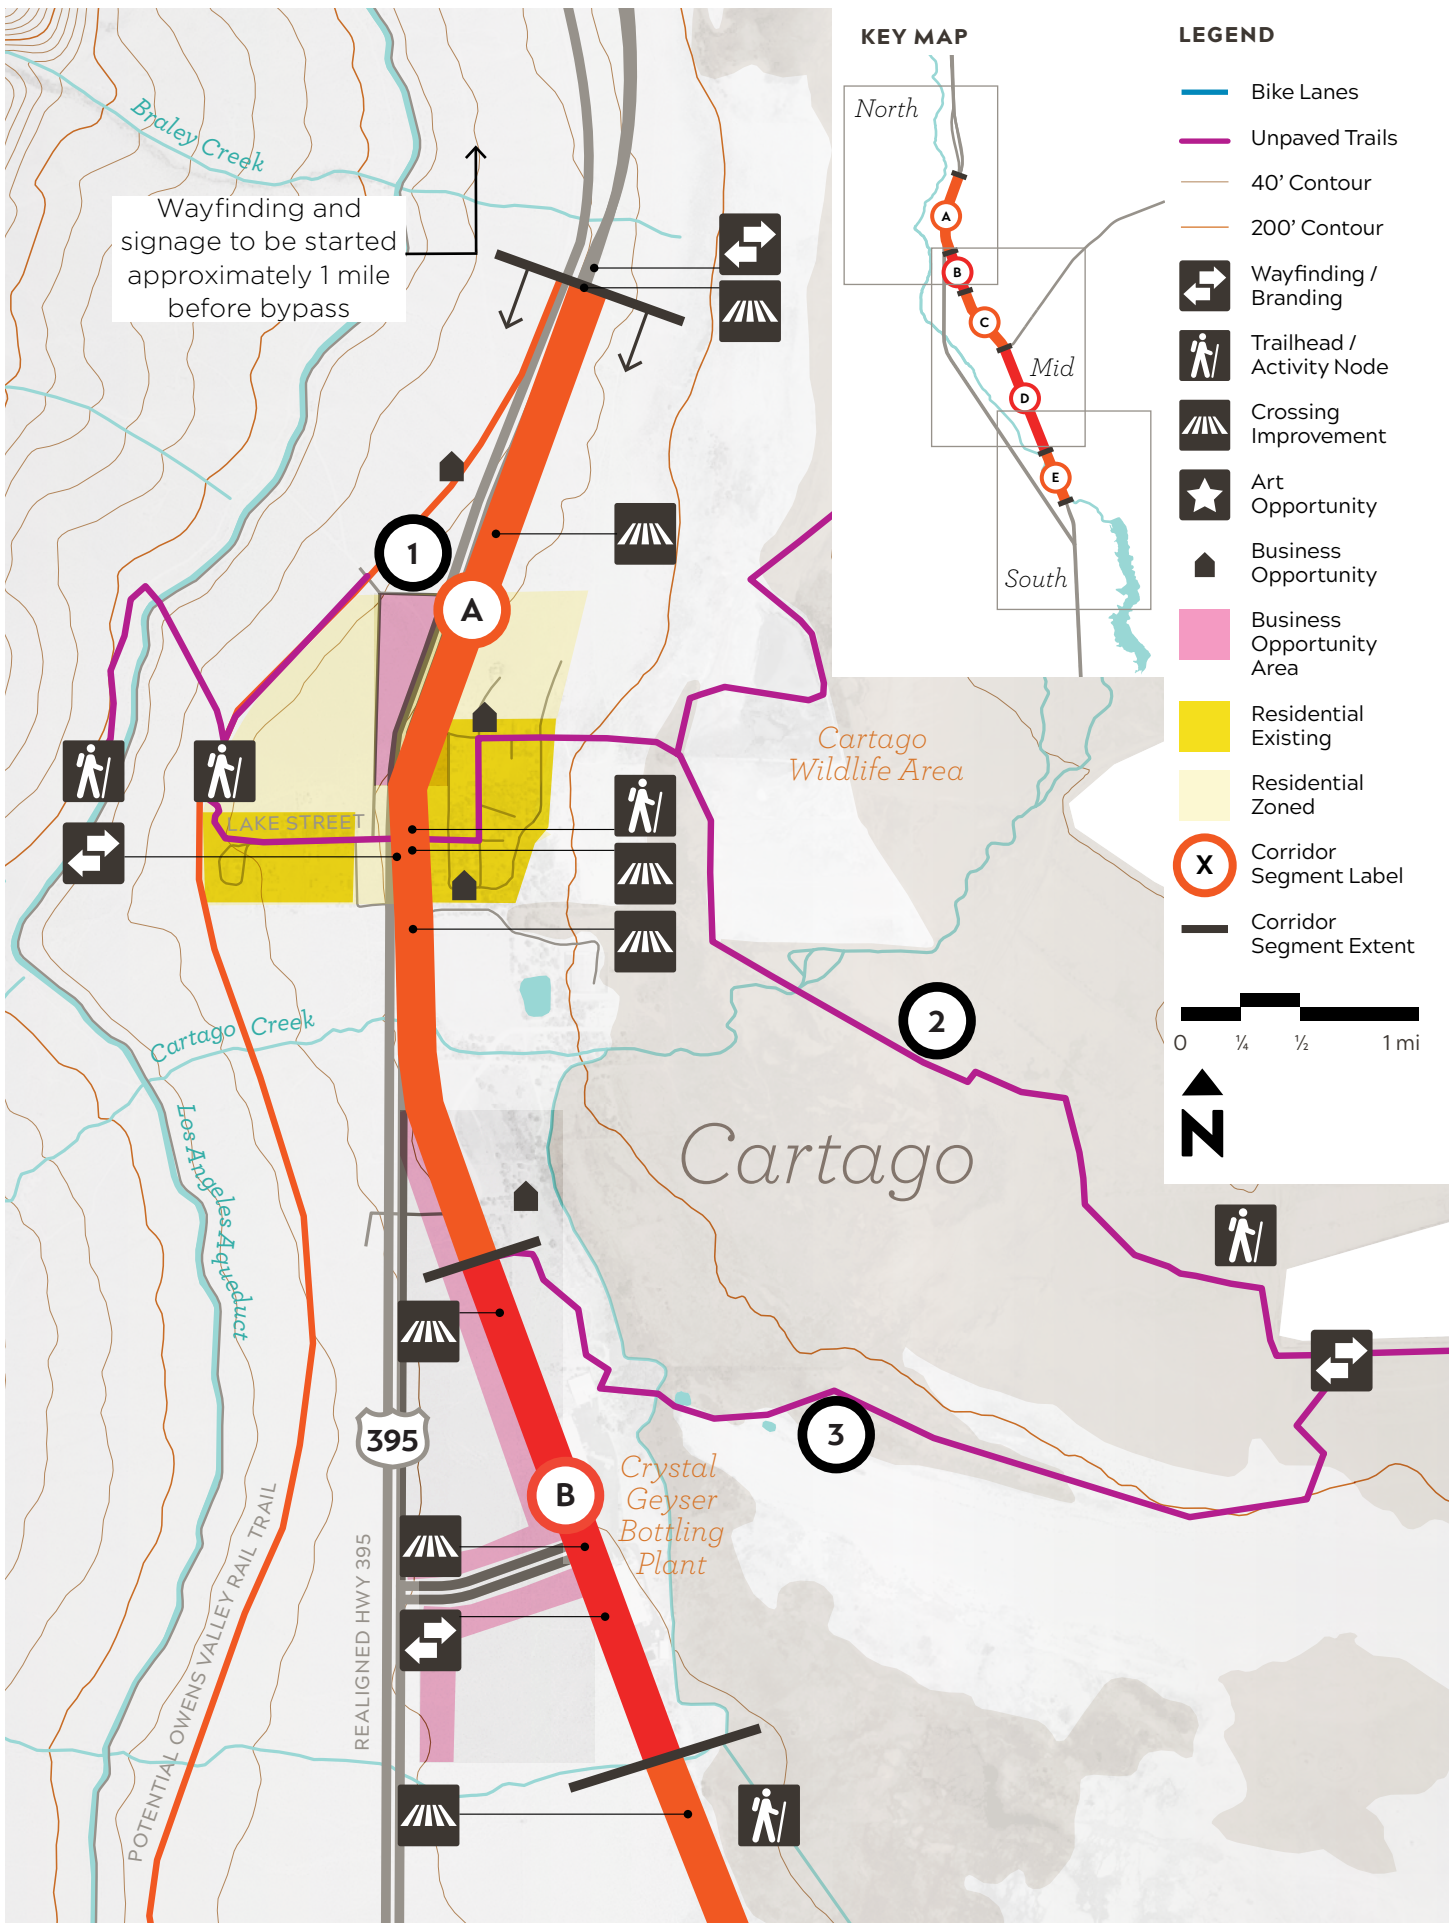 Braley Creek
Wayfinding and
signage to be started
approximately 1 mile
before bypass
1
A
LAKE STREET
Cartago
Wildlife Area
Cartago Creek
2
Los Angeles Aqueduct
Cartago
395
3
B
Crystal
Geyser
Bottling
Plant
REALIGNED HWY 395
POTENTIAL OWENS VALLEY RAIL TRAIL
KEY MAP
North
A
B
C
Mid
D
E
South
LEGEND
Bike Lanes
Unpaved Trails
40’ Contour
200’ Contour
Wayfinding /
Branding
Trailhead /
Activity Node
Crossing
Improvement
Art
Opportunity
Business
Opportunity
Business
Opportunity
Area
Residential
Existing
Residential
Zoned
X
Corridor
Segment Label
Corridor
Segment Extent
0 ¼ ½ 1 mi
N